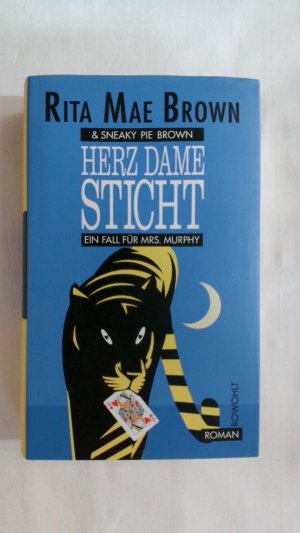 RITA MAE BROWN
& SNEAKY PIE BROWN
HERZ DAME
STICHT
EIN FALL FÜR MRS. MURPHY
ROMAN
ROWOHLT